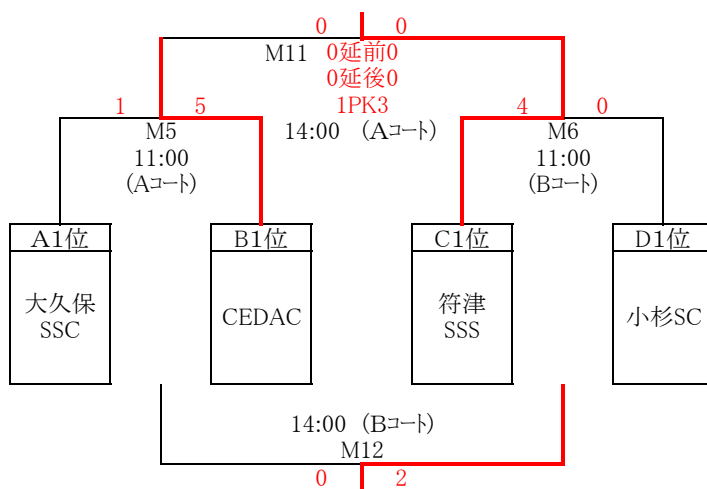 0 0
M11 0延前0
0延後0
1PK3
14:00 (Aコート)
1 5
M5
11:00
(Aコート)
4 0
M6
11:00
(Bコート)
A1位
大久保
SSC
B1位
CEDAC
C1位
符津
SSS
D1位
小杉SC
14:00 (Bコート)
M12
0 2